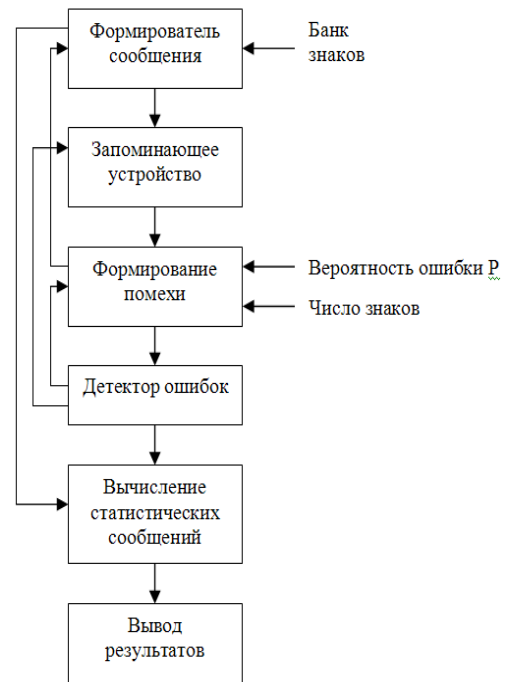 Формирователь
сообщения
Банк
знаков
Запоминающее
устройство
Формирование
помехи
Вероятность ошибки P
Число знаков
Детектор ошибок
Вычисление
статистических
сообщений
Вывод
результатов